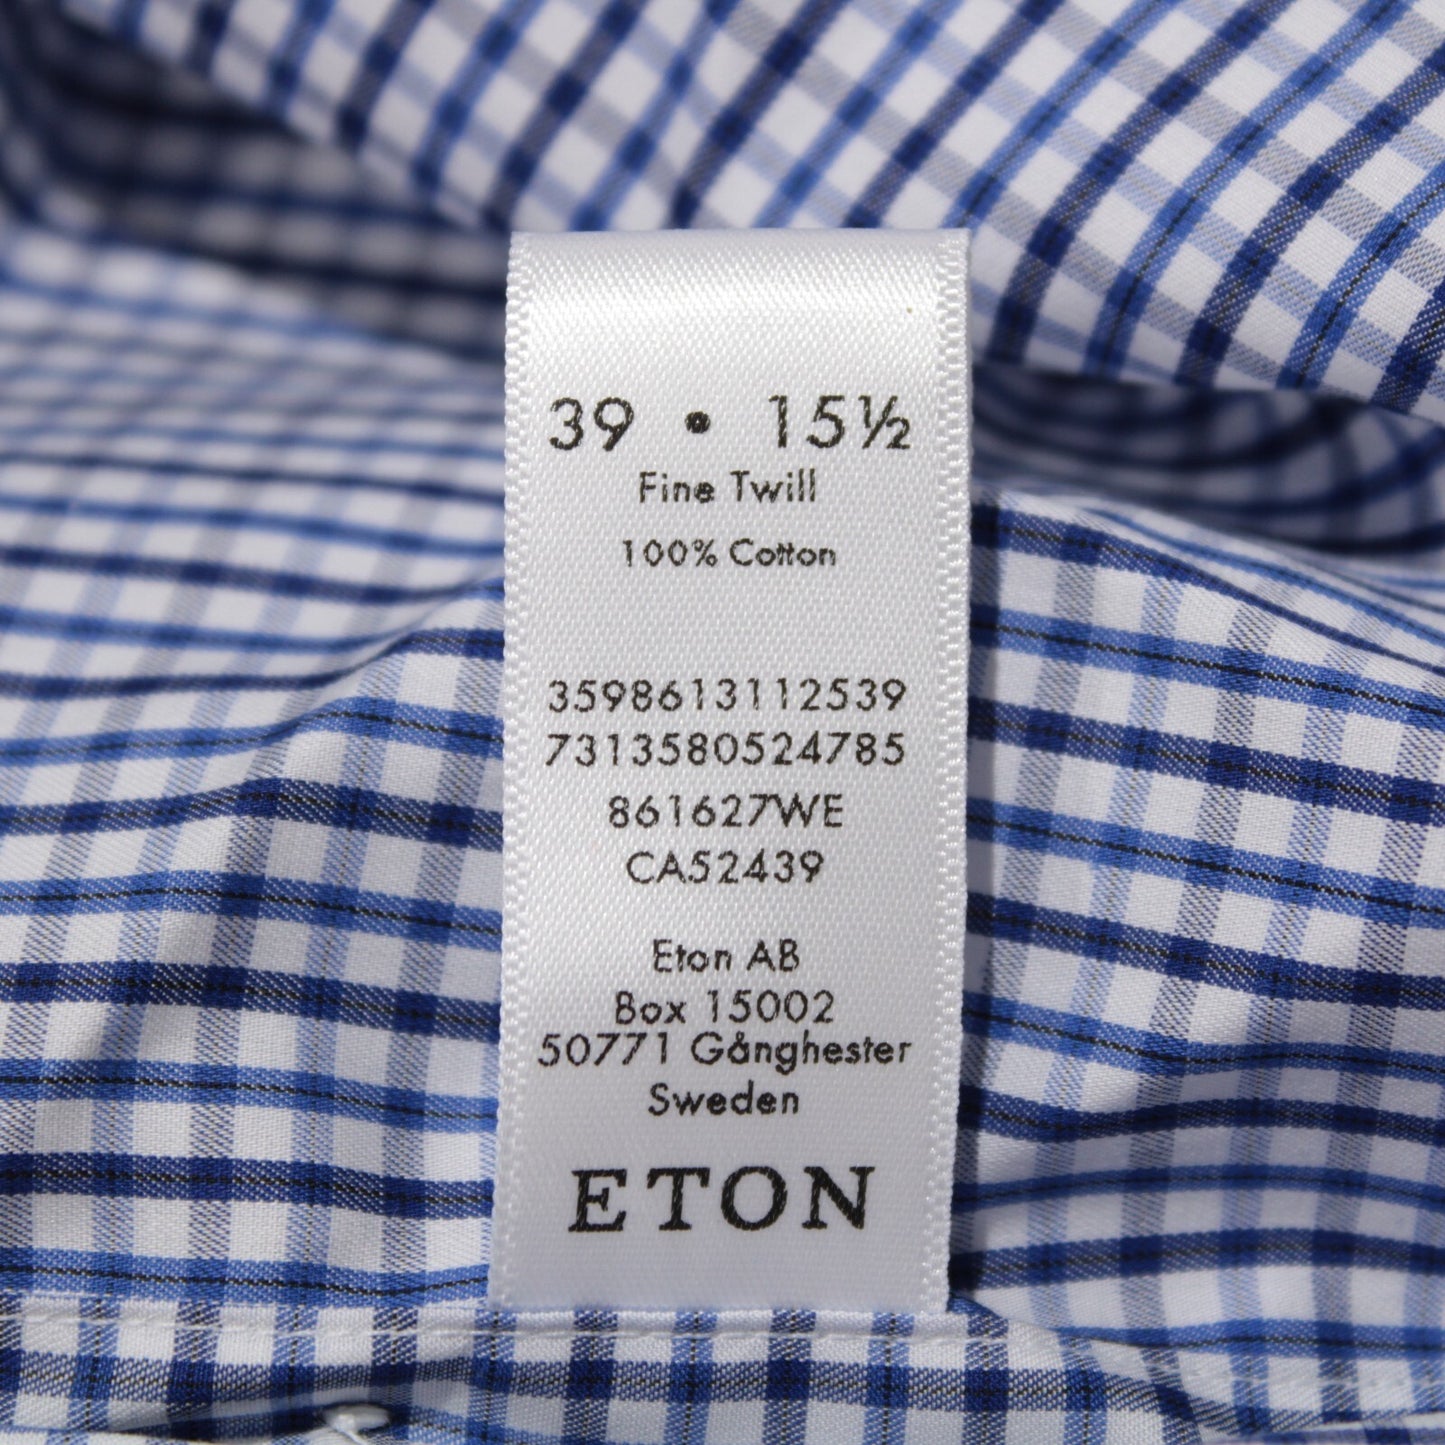 39 • 15½
Fine Twill
100% Cotton
3598613112539
7313580524785
861627WE
CA52439
Eton AB
Box 15002
50771 Gånghester
Sweden
ETON